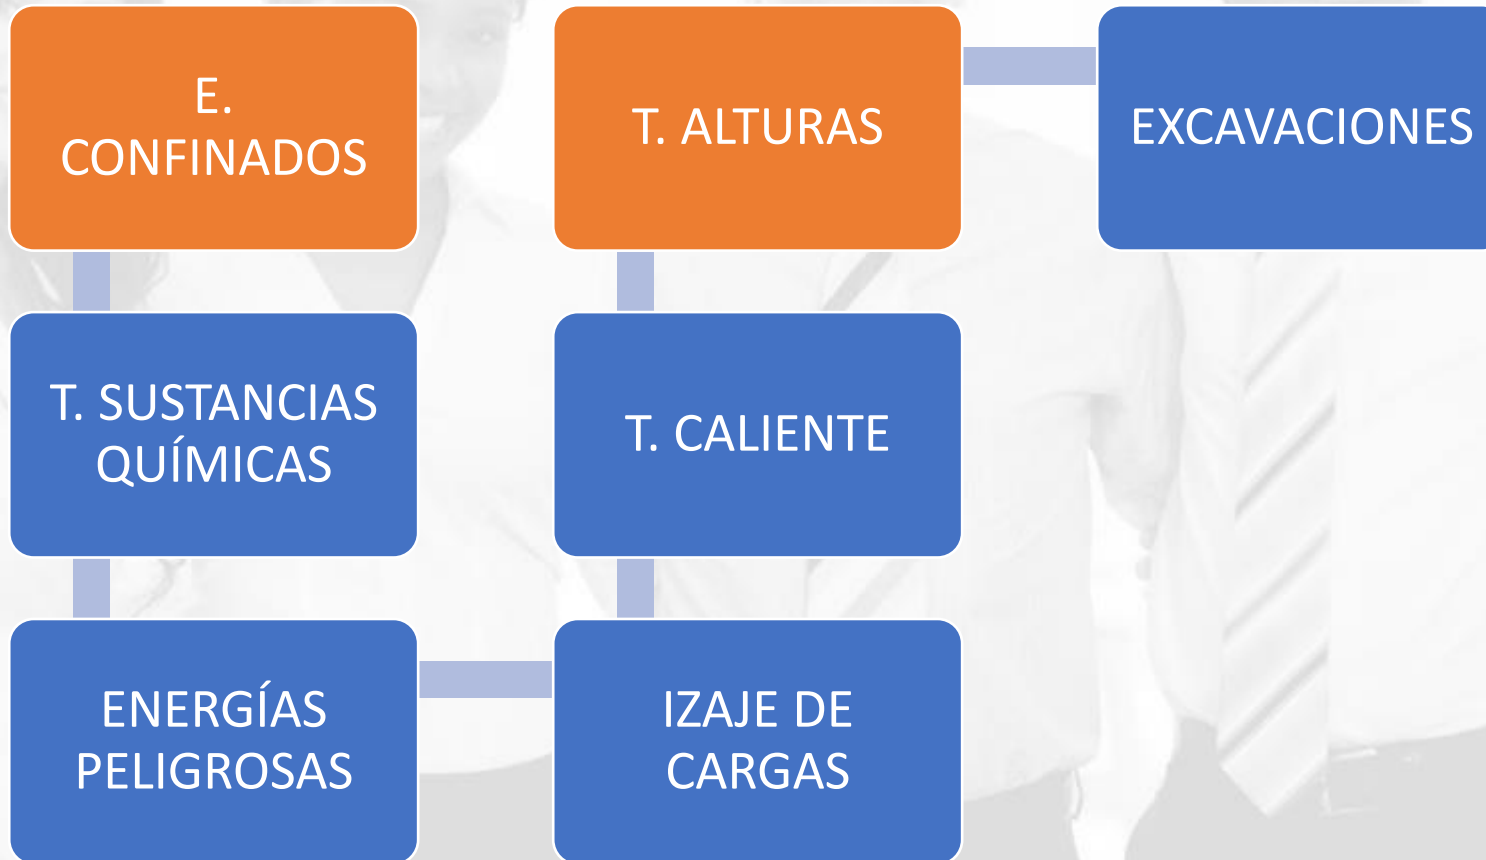 E.
CONFINADOS
T. SUSTANCIAS
QUÍMICAS
ENERGÍAS
PELIGROSAS
IZAJE DE
CARGAS
T. CALIENTE
T. ALTURAS
EXCAVACIONES